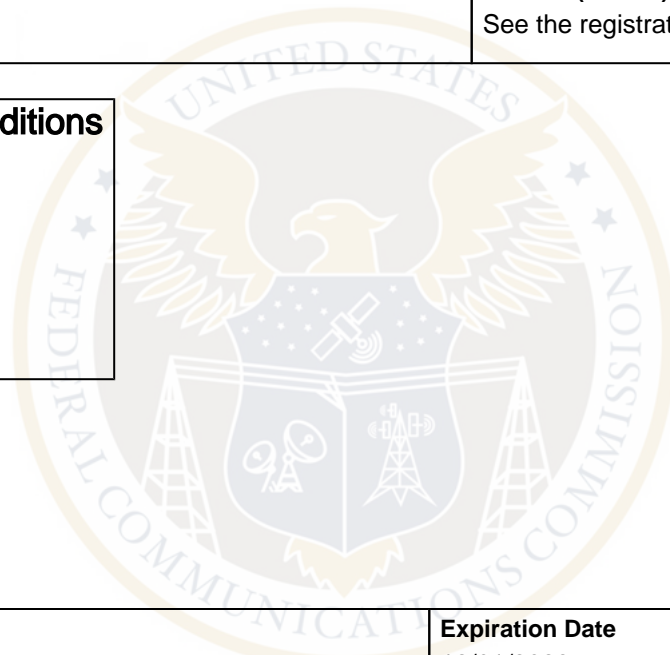 See the registrat
UNITED STATES
ditions
FEDERAL COMMUNICATIONS COMMISSION
Expiration Date